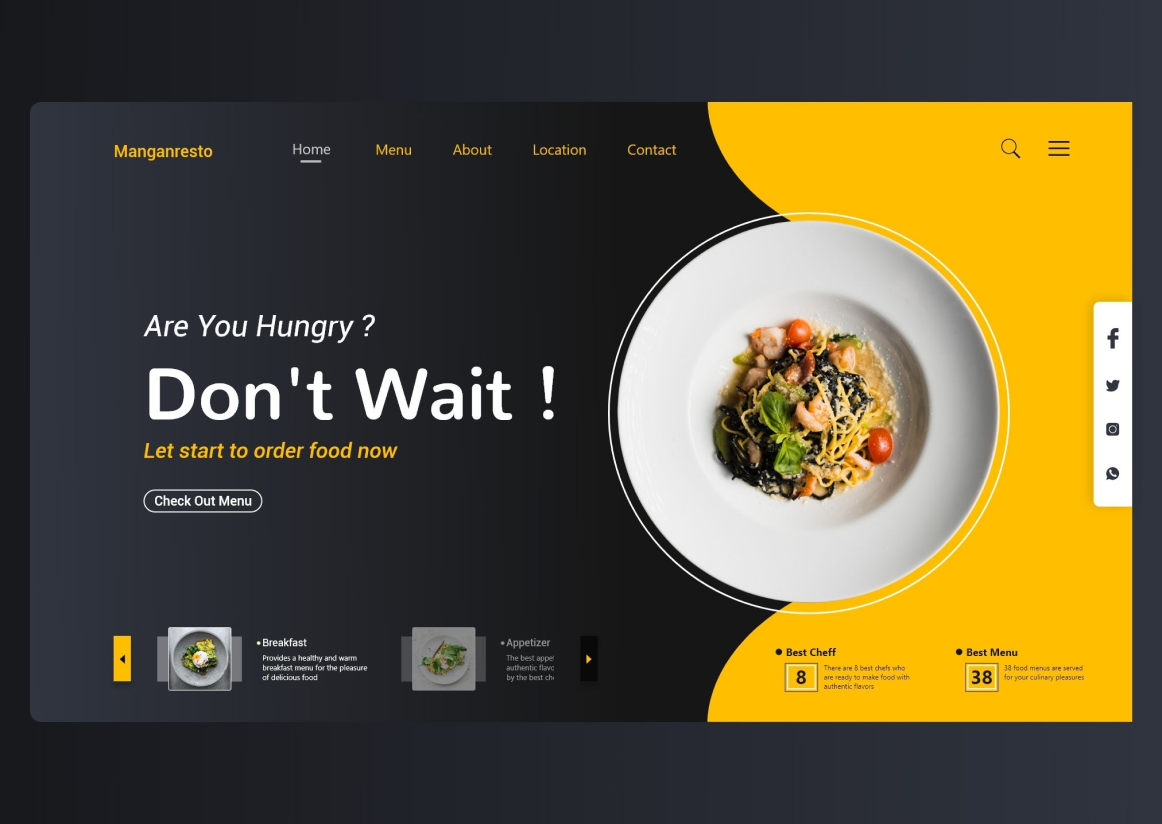 Manganresto
Home
Menu
About
Location
Contact
Are You Hungry ?
Don't Wait !
Let start to order food now
Check Out Menu
Breakfast
Provides a healthy and warm
breakfast menu for the pleasure
of delicious food
Appetizer
The best appe
authentic flav
by the best ch
Best Cheff
8
There are 8 best chefs who
are ready to make food with
authentic flavors
Best Menu
38
38 food menus are served
for your culinary pleasures